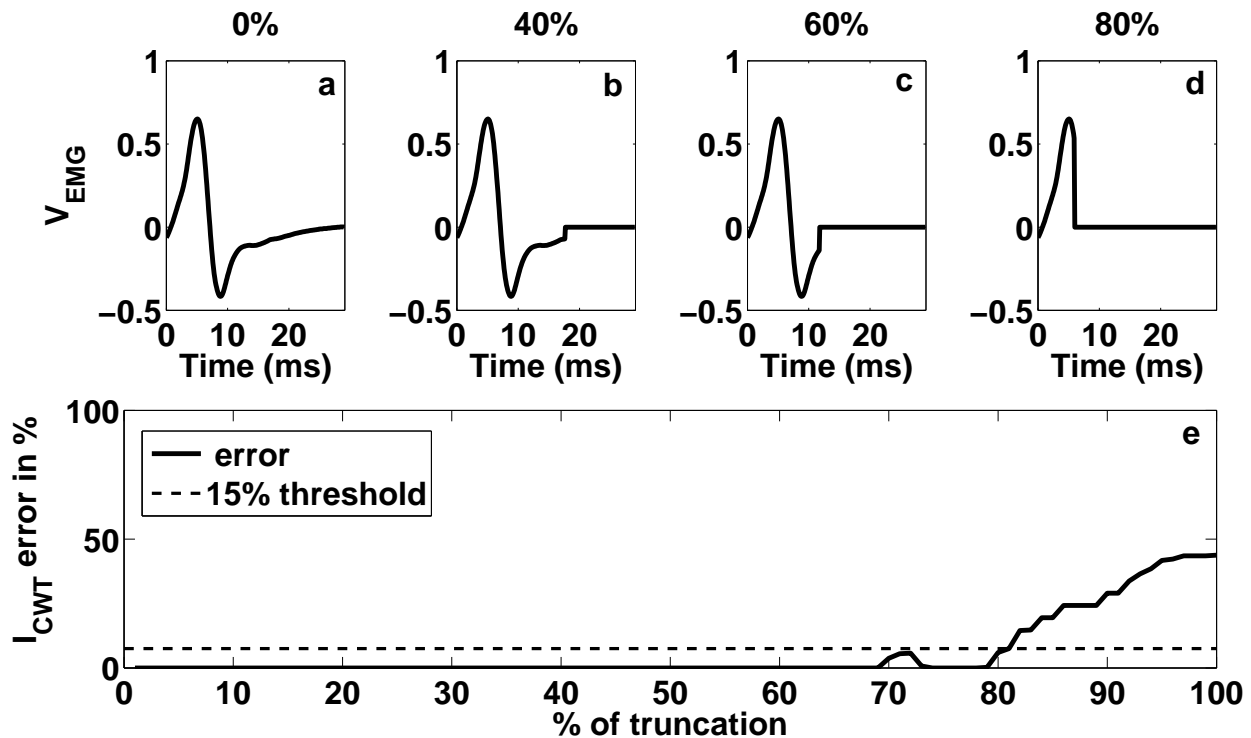 0% 40% 60% 80%
1 1 1 1
a b c d
0.5 0.5 0.5 0.5
V_EMG
0 0 0 0
−0.5 −0.5 −0.5 −0.5
0 10 20 0 10 20 0 10 20 0 10 20
Time (ms) Time (ms) Time (ms) Time (ms)
100
e
error
15% threshold
I_CWT error in %
50
0
0 10 20 30 40 50 60 70 80 90 100
% of truncation